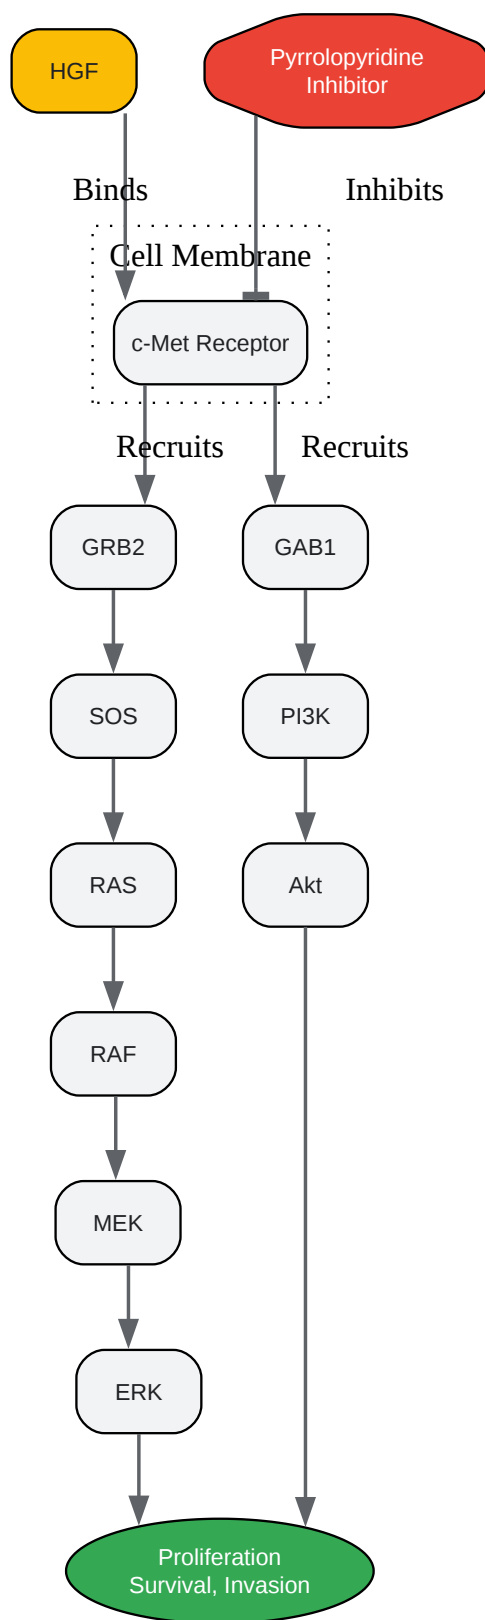 HGF
Pyrrolopyridine
Inhibitor
Binds
Inhibits
Cell Membrane
c-Met Receptor
Recruits
Recruits
GRB2
GAB1
SOS
PI3K
RAS
Akt
RAF
MEK
ERK
Proliferation
Survival, Invasion